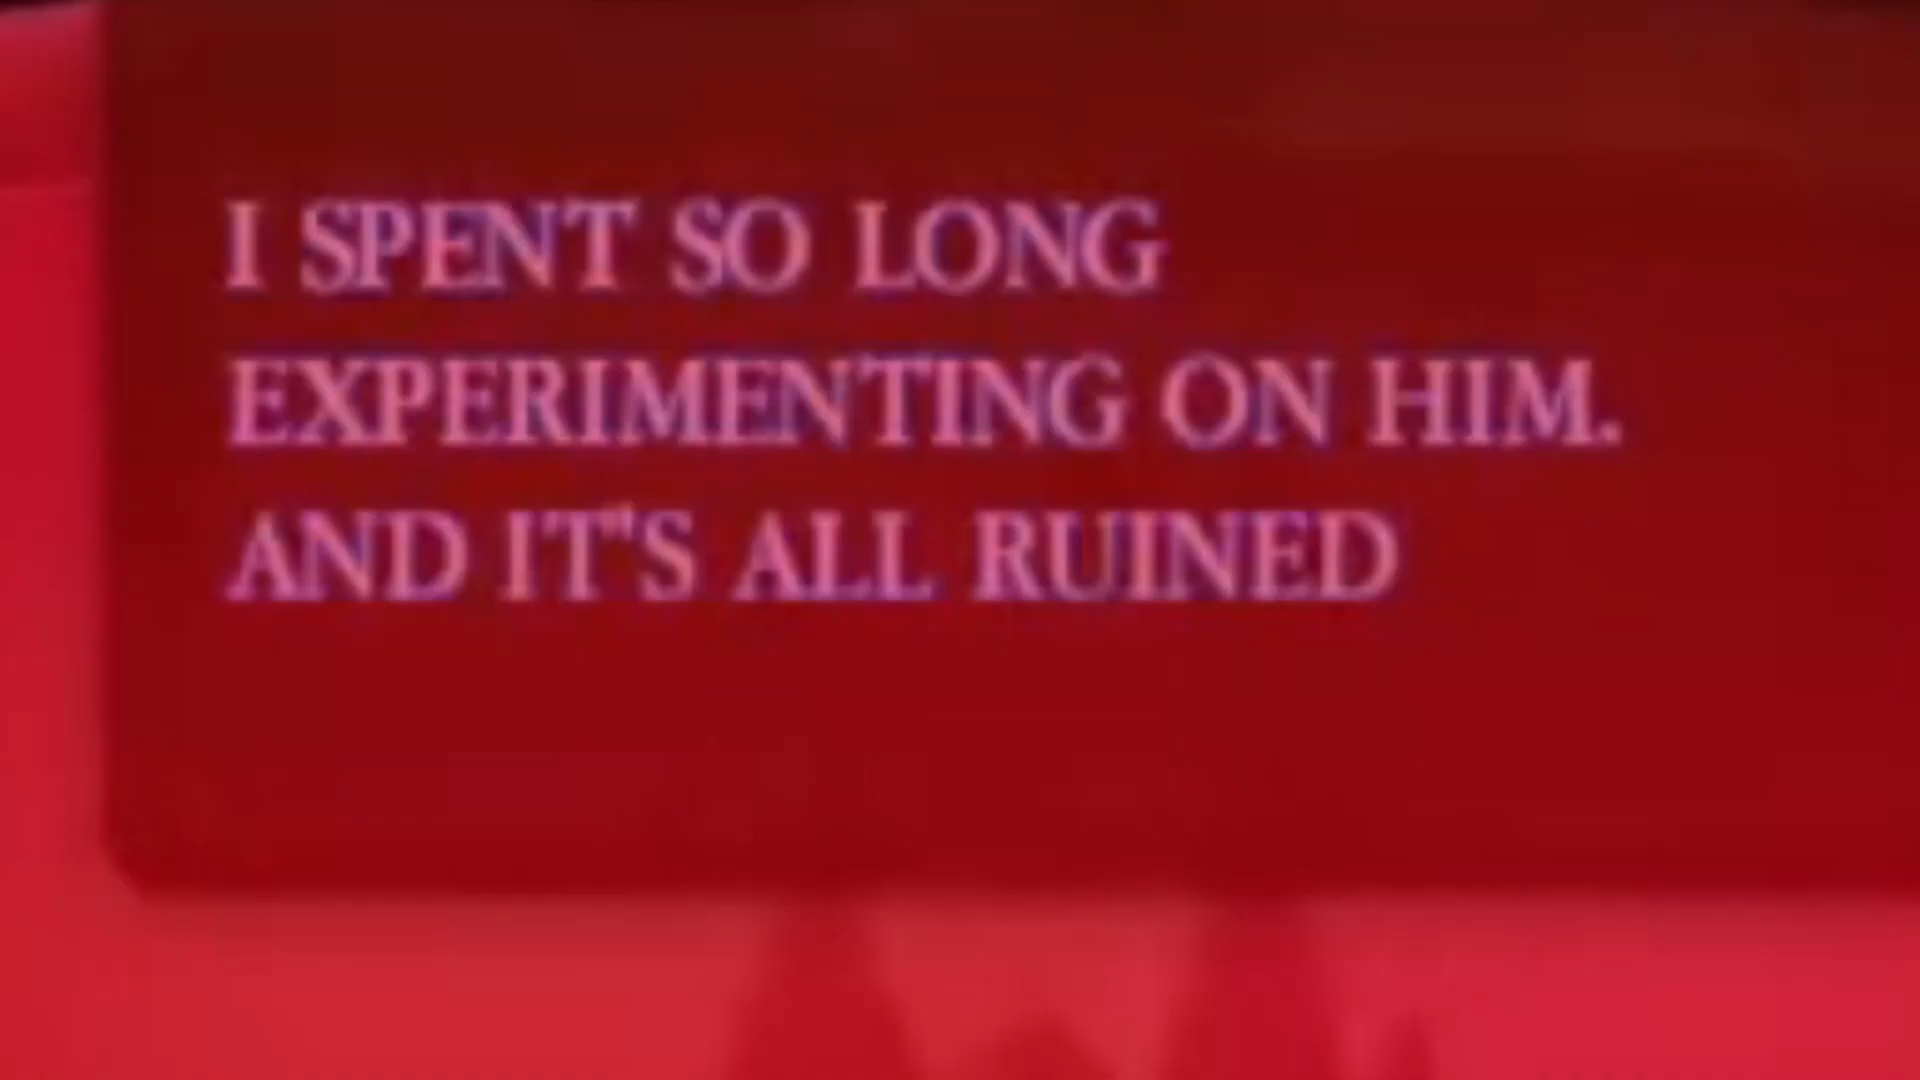 I SPENT SO LONG
EXPERIMENTING ON HIM.
AND IT"S ALL RUINED